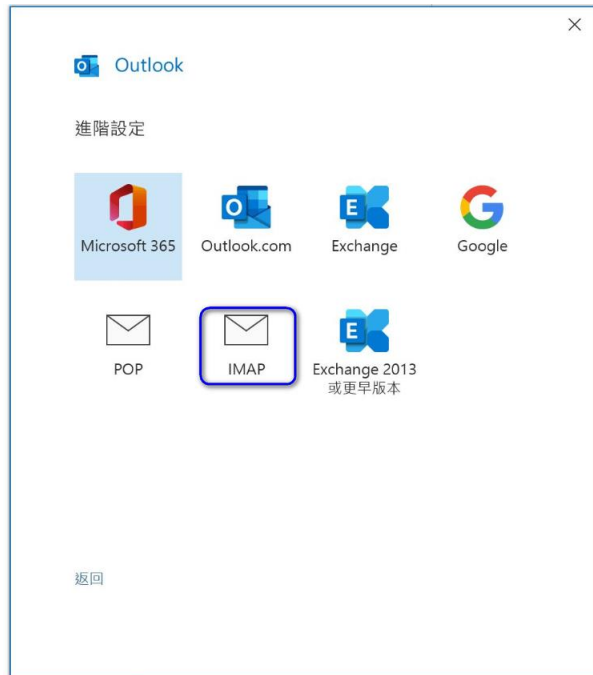 Outlook
進階設定
Microsoft 365
Outlook.com
Exchange
Google
POP
IMAP
Exchange 2013
或更早版本
返回